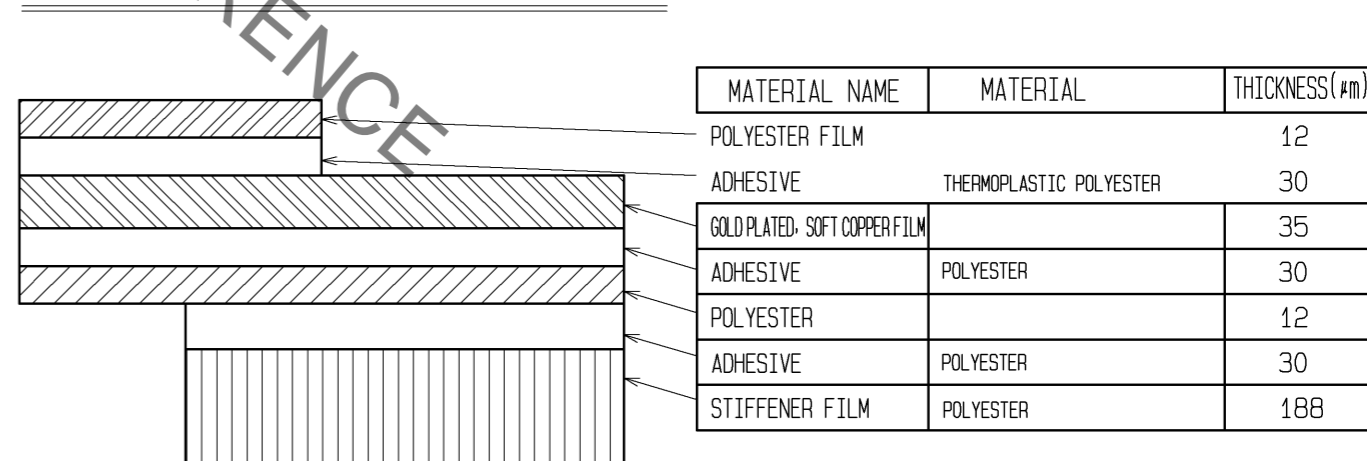 RENCE
MATERIAL NAME MATERIAL THICKNESS(μm)
POLYESTER FILM 12
ADHESIVE THERMOPLASTIC POLYESTER 30
GOLD PLATED, SOFT COPPER FILM 35
ADHESIVE POLYESTER 30
POLYESTER 12
ADHESIVE POLYESTER 30
STIFFENER FILM POLYESTER 188